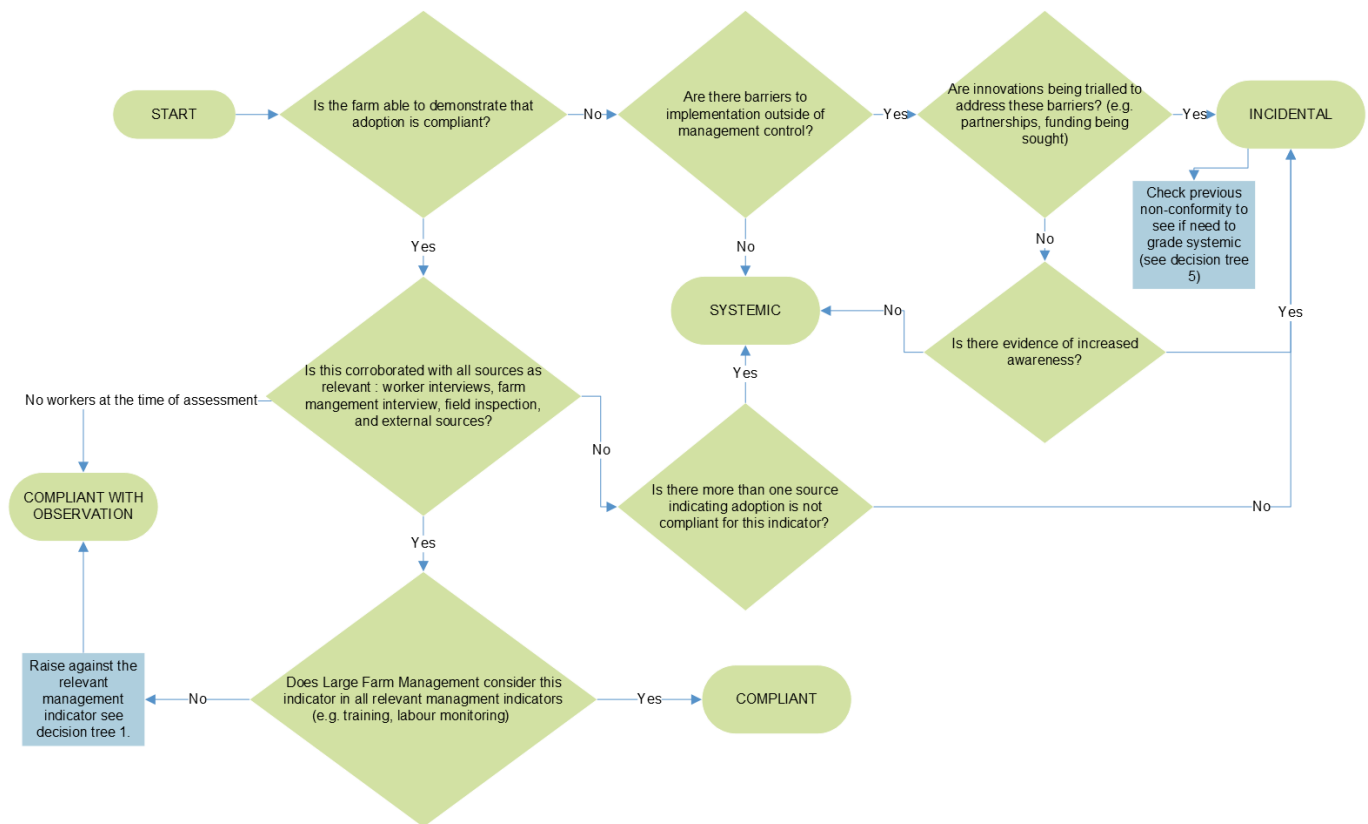 START
Is the farm able to demonstrate that
adoption is compliant?
No
Are there barriers to
implementation outside of
management control?
Yes
Are innovations being trialled to
address these barriers? (e.g.
partnerships, funding being
sought)
Yes
INCIDENTAL
Check previous
non-conformity to
see if need to
grade systemic
(see decision tree
5)
Yes
No
No
SYSTEMIC
No
Is there evidence of increased
awareness?
Yes
Is this corroborated with all sources as
relevant : worker interviews, farm
mangement interview, field inspection,
and external sources?
No workers at the time of assessment
Yes
No
COMPLIANT WITH
OBSERVATION
Is there more than one source
indicating adoption is not
compliant for this indicator?
No
Yes
Raise against the
relevant
management
indicator see
decision tree 1.
No
Does Large Farm Management consider this
indicator in all relevant managment indicators
(e.g. training, labour monitoring)
Yes
COMPLIANT